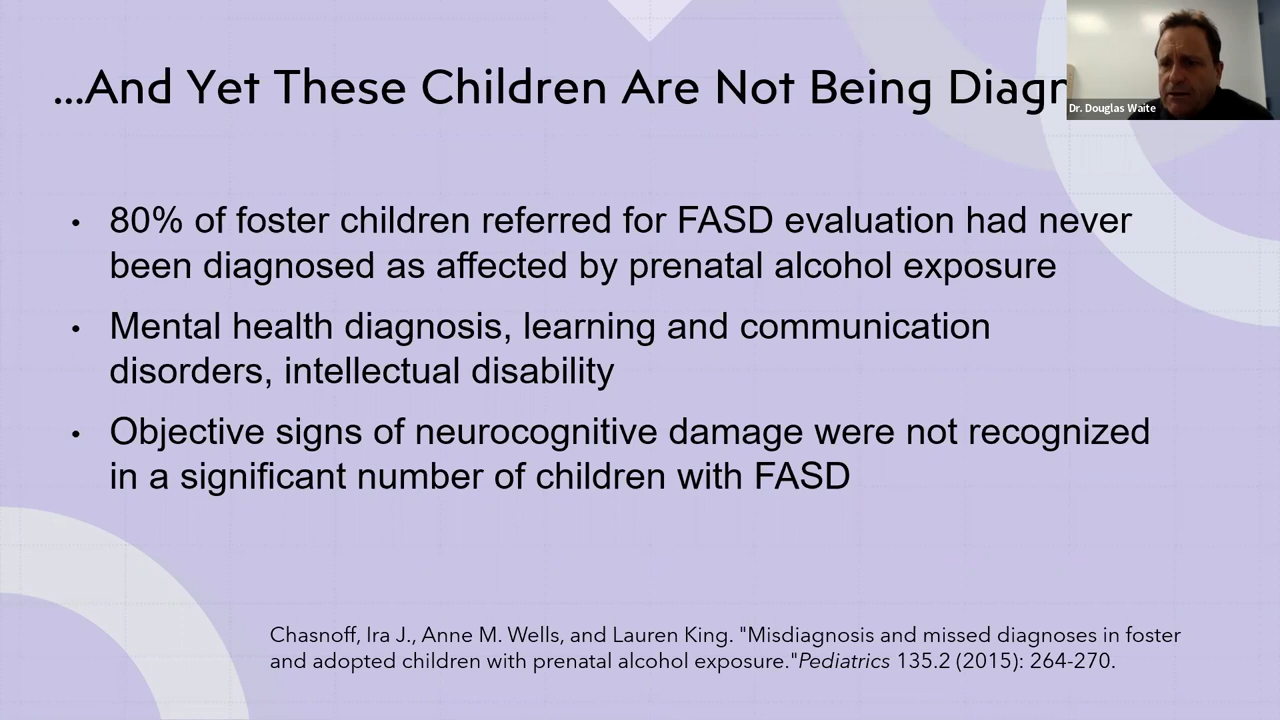 ...And Yet These Children Are Not Being
Dr. Douglas Waite
• 80% of foster children referred for FASD evaluation had never
been diagnosed as affected by prenatal alcohol exposure
• Mental health diagnosis, learning and communication
disorders, intellectual disability
• Objective signs of neurocognitive damage were not recognized
in a significant number of children with FASD
Chasnoff, Ira J., Anne M. Wells, and Lauren King. "Misdiagnosis and missed diagnoses in foster
and adopted children with prenatal alcohol exposure."Pediatrics 135.2 (2015): 264-270.